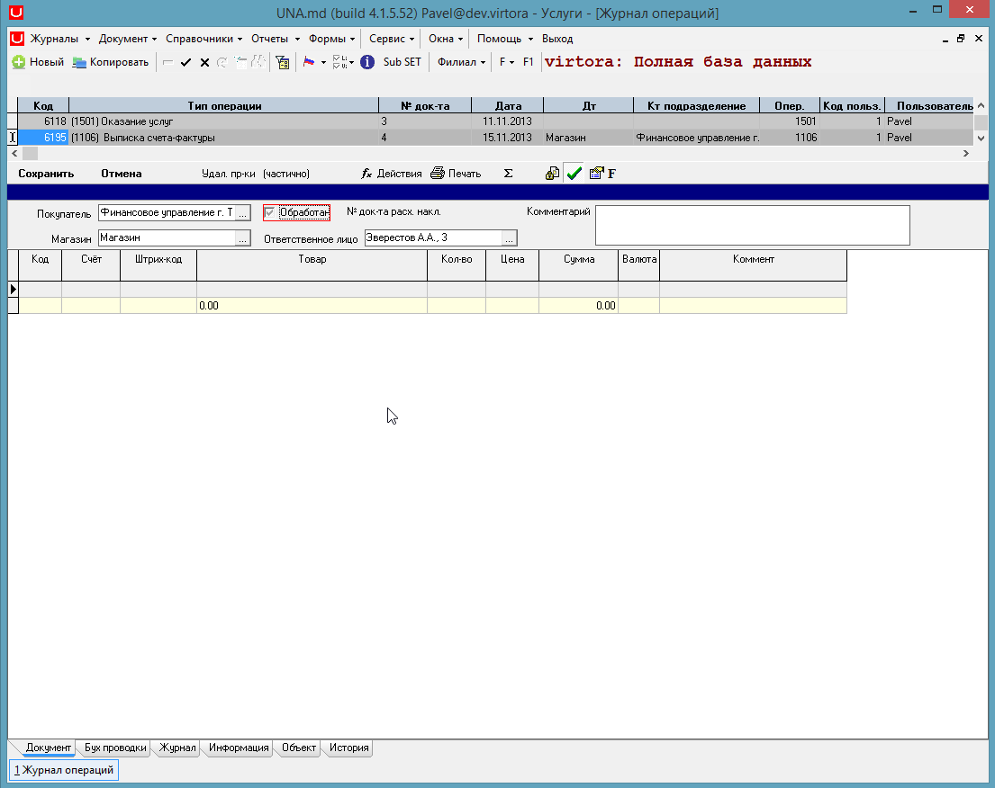 UNA.md (build 4.1.5.52) Pavel@dev.virtora - Услуги - [Журнал операций]
Журналы Документ Справочники Отчеты Формы Сервис Окна Помощь Выход
Новый Копировать Sub SET Филиал F F1 virtora: Полная база данных
Код Тип операции № док-та Дата Дт Кт подразделение Опер. Код польз. Пользователь
6118 (1501) Оказание услуг 3 11.11.2013 1501 1 Pavel
6195 (1106) Выписка счета-фактуры 4 15.11.2013 Магазин Финансовое управление г. 1106 1 Pavel
Сохранить Отмена Удал. пр-ки (частично) fx Действия Печать Σ F
Покупатель Финансовое управление г. Т ... Обработан № док-та расх. накл. Комментарий
Магазин Магазин ... Ответственное лицо Зверестов А.А., 3 ...
Код Счёт Штрих-код Товар Кол-во Цена Сумма Валюта Коммент
0.00 0.00
Документ Бух проводки Журнал Информация Объект История
1 Журнал операций